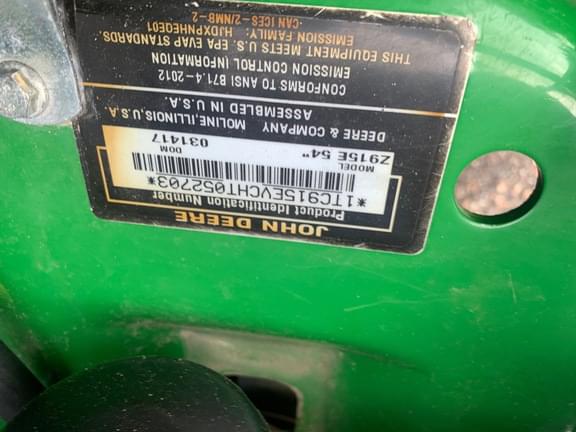 JOHN DEERE
Product Identification Number
*1TC915EVCHT052703*
MODEL DOM
Z915E 54" 031417
DEERE & COMPANY MOLINE, ILLINOIS, U.S.A.
ASSEMBLED IN U.S.A.
CONFORMS TO ANSI B71.4-2012
EMISSION CONTROL INFORMATION
THIS EQUIPMENT MEETS U.S. EPA EVAP STANDARDS.
EMISSION FAMILY: HJDXPNHEQE01
CAN ICES-2/NMB-2